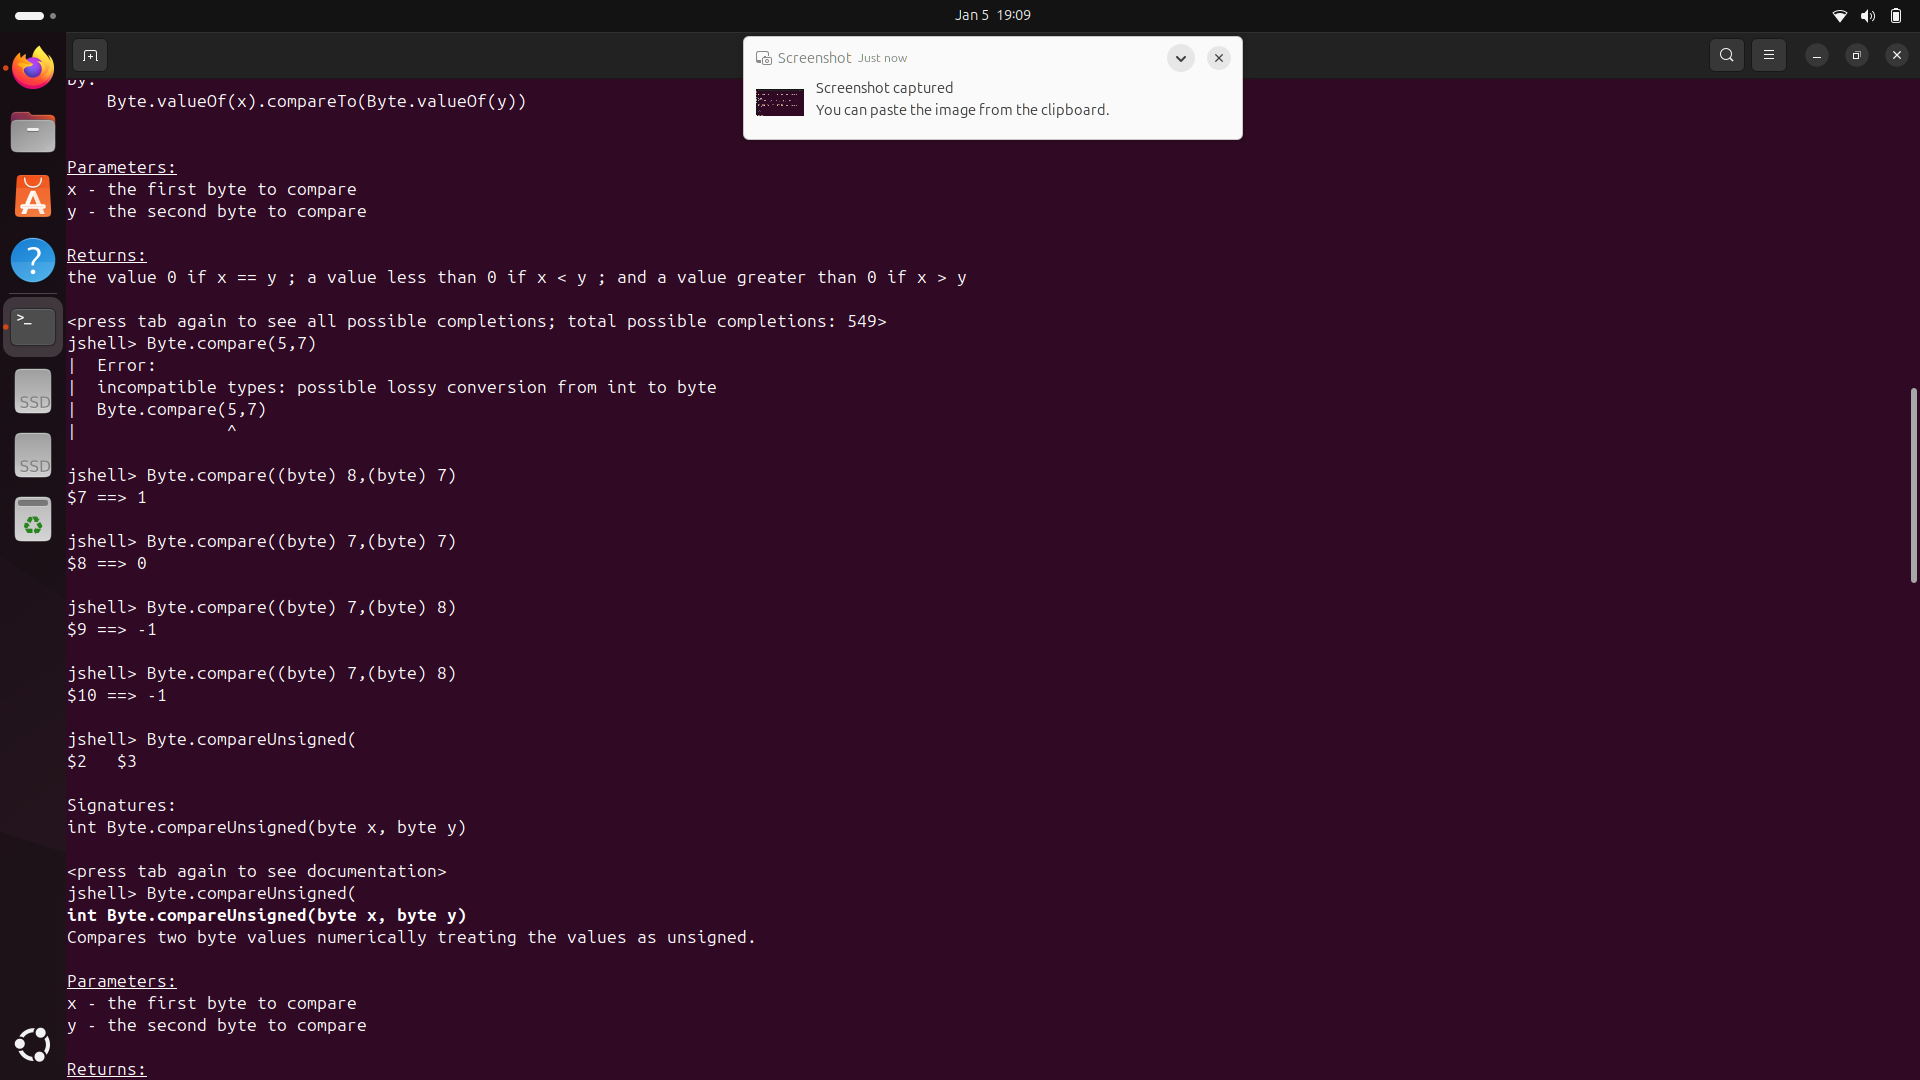 Jan 5 19:09
Screenshot Just now
Screenshot captured
You can paste the image from the clipboard.
by:
Byte.valueOf(x).compareTo(Byte.valueOf(y))
Parameters:
x - the first byte to compare
y - the second byte to compare
Returns:
the value 0 if x == y ; a value less than 0 if x < y ; and a value greater than 0 if x > y
<press tab again to see all possible completions; total possible completions: 549>
jshell> Byte.compare(5,7)
|  Error:
|  incompatible types: possible lossy conversion from int to byte
|  Byte.compare(5,7)
|               ^
jshell> Byte.compare((byte) 8,(byte) 7)
$7 ==> 1
jshell> Byte.compare((byte) 7,(byte) 7)
$8 ==> 0
jshell> Byte.compare((byte) 7,(byte) 8)
$9 ==> -1
jshell> Byte.compare((byte) 7,(byte) 8)
$10 ==> -1
jshell> Byte.compareUnsigned(
$2   $3
Signatures:
int Byte.compareUnsigned(byte x, byte y)
<press tab again to see documentation>
jshell> Byte.compareUnsigned(
int Byte.compareUnsigned(byte x, byte y)
Compares two byte values numerically treating the values as unsigned.
Parameters:
x - the first byte to compare
y - the second byte to compare
Returns:
SSD
SSD